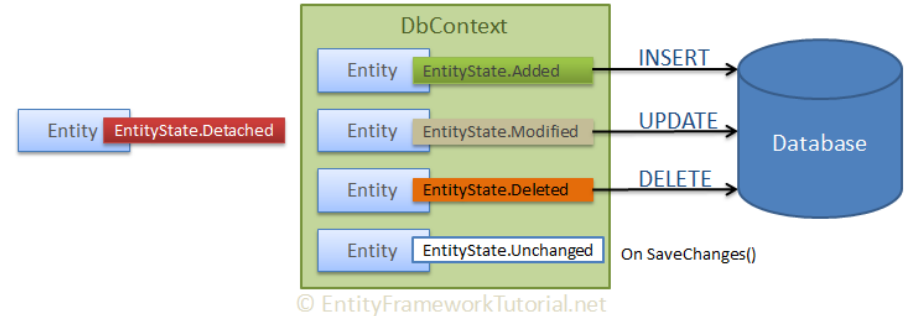 DbContext
Entity EntityState.Added INSERT
Entity EntityState.Detached
Entity EntityState.Modified UPDATE
Database
Entity EntityState.Deleted DELETE
Entity EntityState.Unchanged On SaveChanges()
© EntityFrameworkTutorial.net